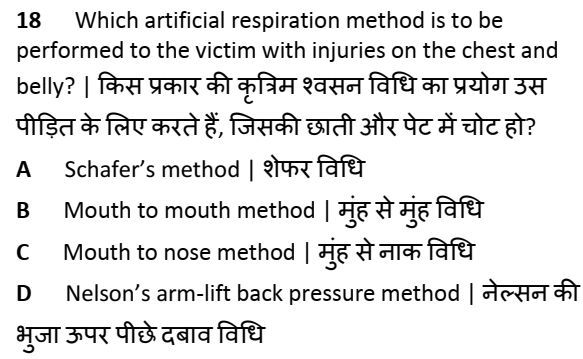 18 Which artificial respiration method is to be
performed to the victim with injuries on the chest and
belly? | किस प्रकार की कृत्रिम श्वसन विधि का प्रयोग उस
पीड़ित के लिए करते हैं, जिसकी छाती और पेट में चोट हो?
A Schafer’s method | शेफर विधि
B Mouth to mouth method | मुंह से मुंह विधि
C Mouth to nose method | मुंह से नाक विधि
D Nelson’s arm-lift back pressure method | नेल्सन की
भुजा ऊपर पीछे दबाव विधि